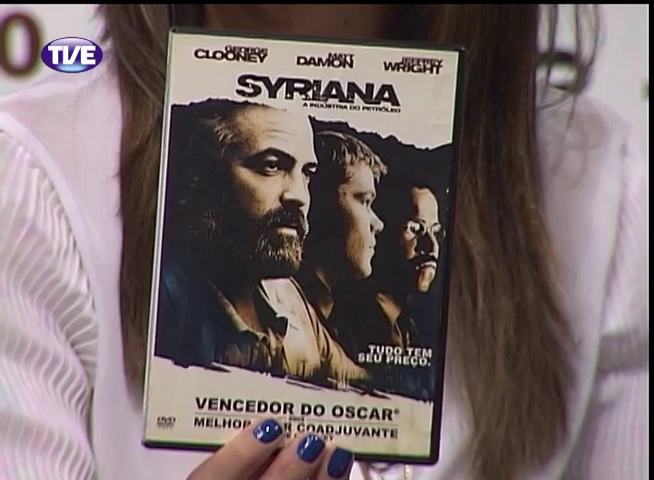 TVE
GEORGE CLOONEY
MATT DAMON
JEFFREY WRIGHT
SYRIANA
A INDÚSTRIA DO PETRÓLEO
TUDO TEM
SEU PREÇO.
VENCEDOR DO OSCAR®
MELHOR COADJUVANTE
DVD